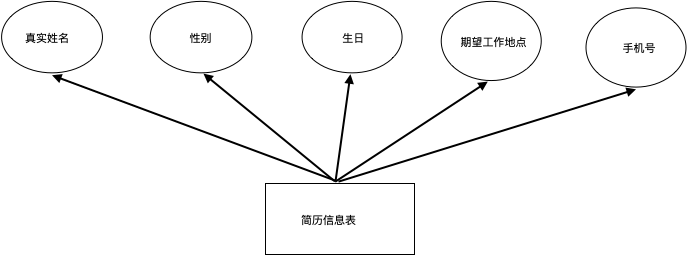 真实姓名
性别
生日
期望工作地点
手机号
简历信息表